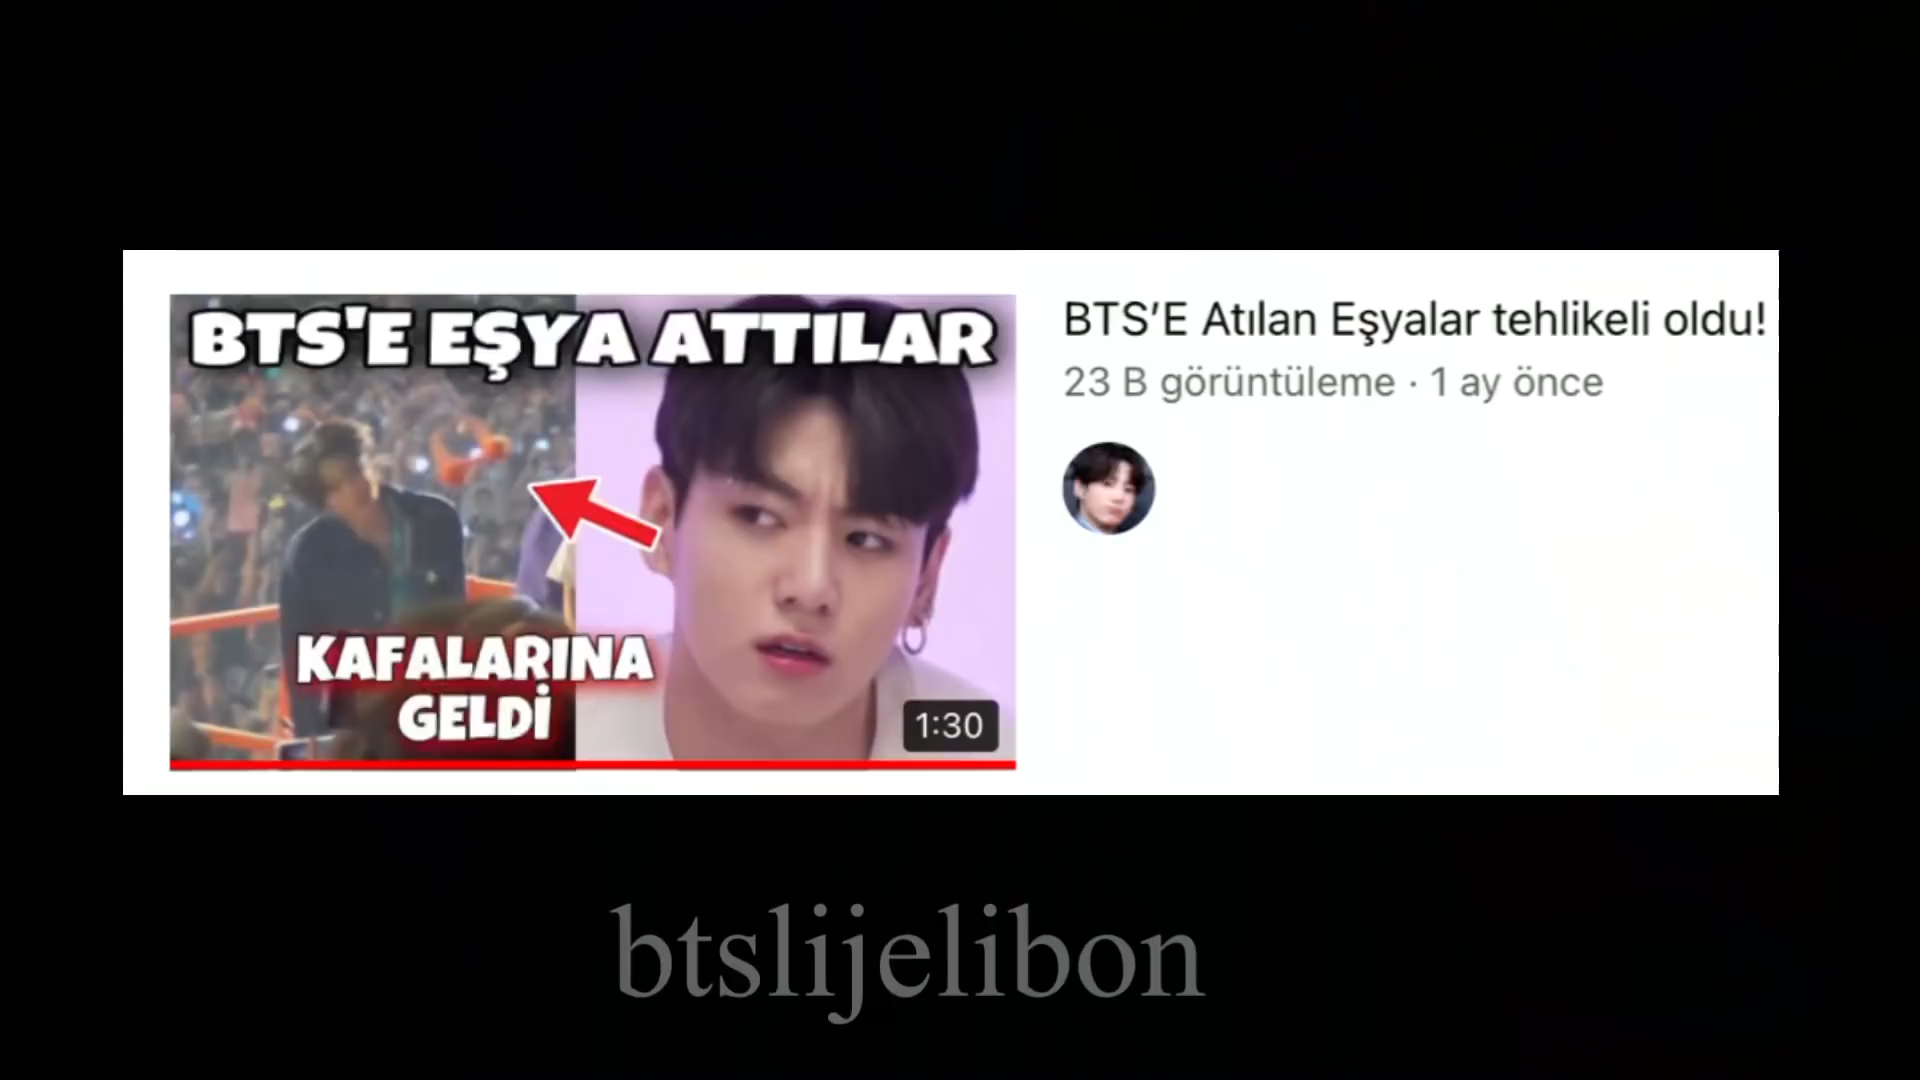 BTS'E EŞYA ATTILAR
KAFALARINA
GELDİ
1:30
BTS'E Atılan Eşyalar tehlikeli oldu!
23 B görüntüleme · 1 ay önce
btslijelibon